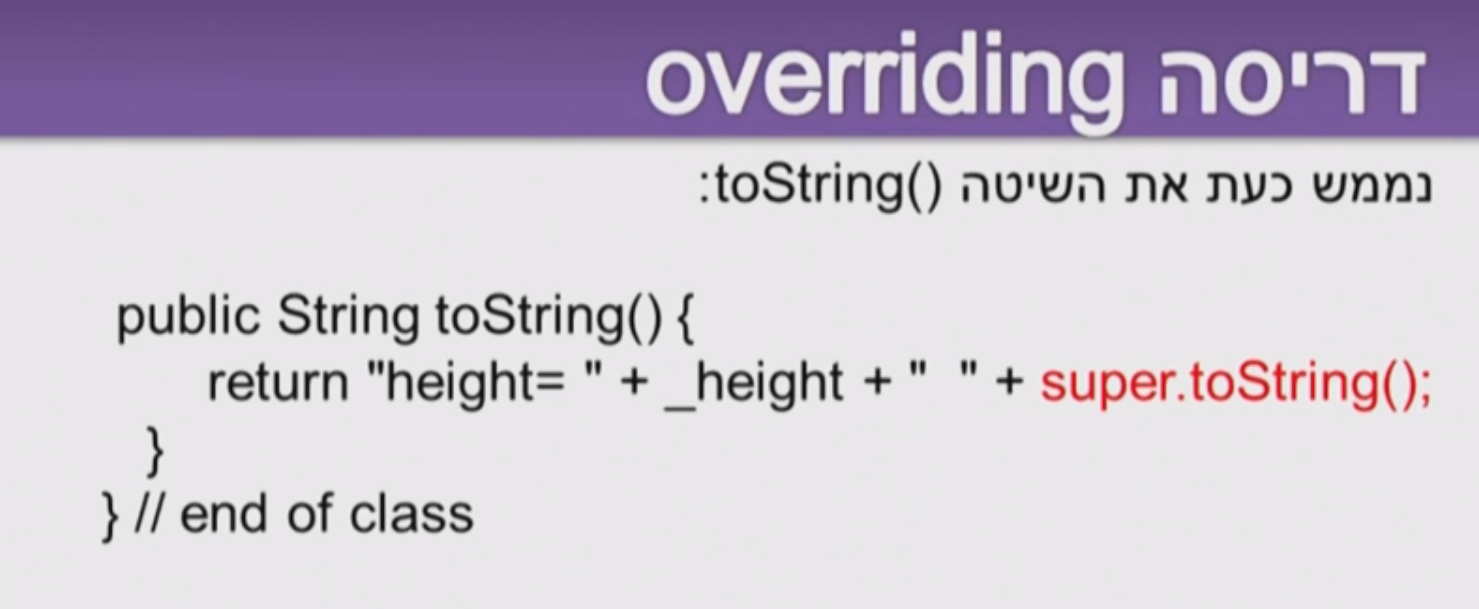 דריסה overriding
נממש כעת את השיטה toString():
public String toString() {
return "height= " + _height + "  " + super.toString();
}
} // end of class